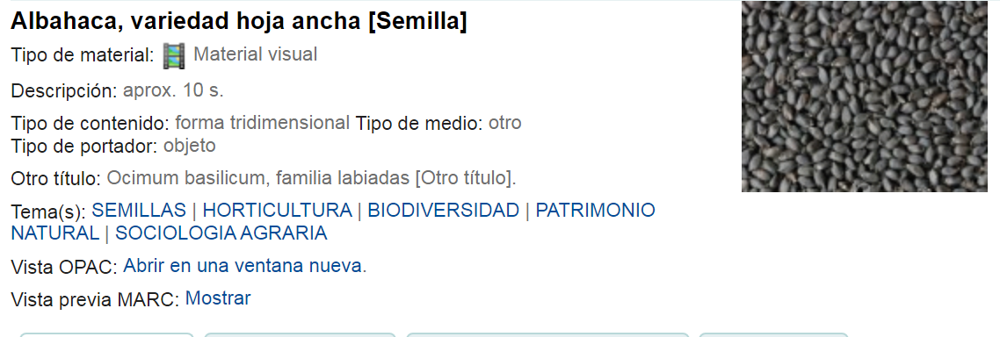 Albahaca, variedad hoja ancha [Semilla]
Tipo de material: Material visual
Descripción: aprox. 10 s.
Tipo de contenido: forma tridimensional Tipo de medio: otro
Tipo de portador: objeto
Otro título: Ocimum basilicum, familia labiadas [Otro título].
Tema(s): SEMILLAS | HORTICULTURA | BIODIVERSIDAD | PATRIMONIO
NATURAL | SOCIOLOGIA AGRARIA
Vista OPAC: Abrir en una ventana nueva.
Vista previa MARC: Mostrar